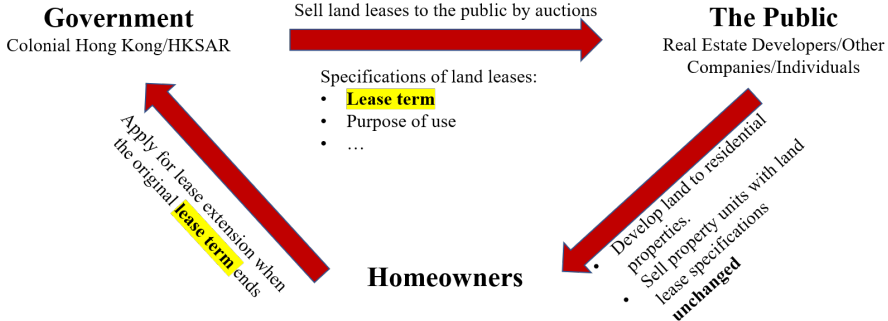 Government
Colonial Hong Kong/HKSAR
Sell land leases to the public by auctions
The Public
Real Estate Developers/Other
Companies/Individuals
Specifications of land leases:
• Lease term
• Purpose of use
• …
• Develop land to residential
properties.
• Sell property units with land
lease specifications
unchanged
Homeowners
Apply for lease extension when
the original lease term ends